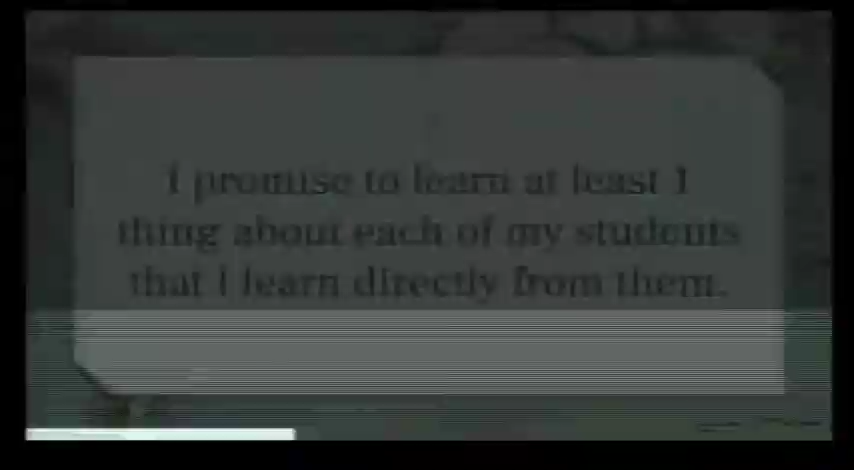 I promise to learn at least 1
thing about each of my students
that I learn directly from them.